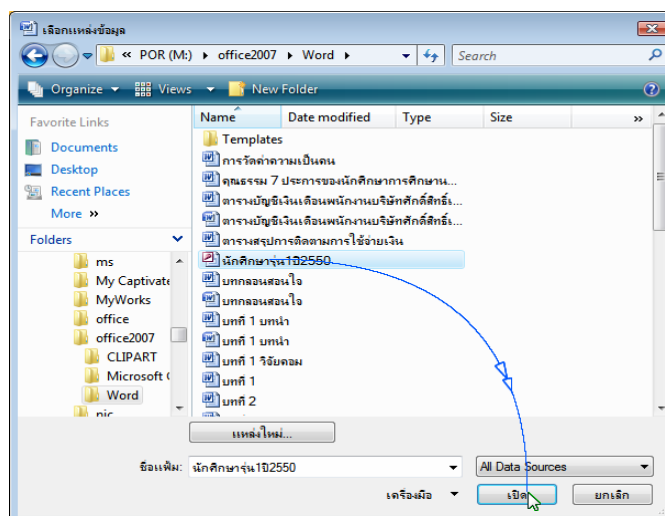 เลือกแหล่งข้อมูล
« POR (M:) ▸ office2007 ▸ Word ▸
Search
Organize Views New Folder
Favorite Links
Documents
Desktop
Recent Places
More »
Folders
ms
My Captivate
MyWorks
office
office2007
CLIPART
Microsoft
Word
nic
Name Date modified Type Size »
Templates
การวัดค่าความเป็นคน
คุณธรรม 7 ประการของนักศึกษาการศึกษาน...
ตารางบัญชีเงินเดือนพนักงานบริษัทศักดิ์สิทธิ์เ...
ตารางบัญชีเงินเดือนพนักงานบริษัทศักดิ์สิทธิ์เ...
ตารางสรุปการติดตามการใช้จ่ายเงิน
นักศึกษารุ่น1ปี2550
บทกลอนสอนใจ
บทกลอนสอนใจ
บทที่ 1 บทนำ
บทที่ 1 บทนำ
บทที่ 1 วิจัยคอม
บทที่ 1
บทที่ 2
แหล่งใหม่...
ชื่อแฟ้ม: นักศึกษารุ่น1ปี2550 All Data Sources
เครื่องมือ เปิด ยกเลิก